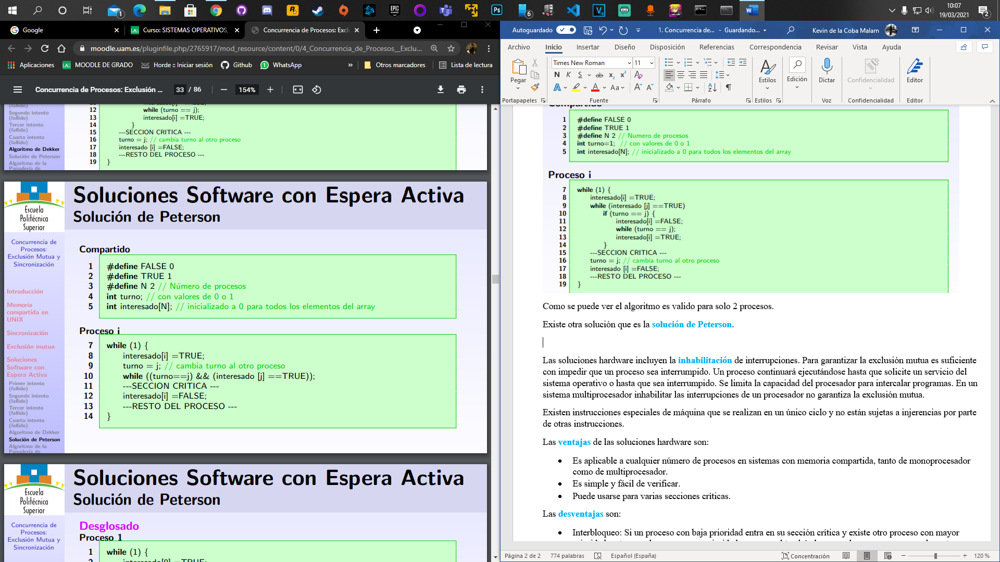 1
6
10:07
19/03/2021
2
Google
Curso: SISTEMAS OPERATIVOS,
Concurrencia de Procesos: Excl
moodle.uam.es/pluginfile.php/2765917/mod_resource/content/0/4_Concurrencia_de_Procesos__Exclu...
Aplicaciones
MOODLE DE GRADO
Horde :: Iniciar sesión
Github
WhatsApp
»
Otros marcadores
Lista de lectura
Concurrencia de Procesos: Exclusión ...
33 / 86
154%
(fallido)
Segundo intento
(fallido)
Tercer intento
(fallido)
Cuarto intento
(fallido)
Algoritmo de Dekker
Solución de Peterson
Algoritmo de la
Panadería de
12 while (turno == j);
13 interesado[i] =TRUE;
14 }
15 ---SECCION CRITICA ---
16 turno = j; // cambia turno al otro proceso
17 interesado [i] =FALSE;
18 ---RESTO DEL PROCESO ---
19 }
Escuela
Politécnica
Superior
Soluciones Software con Espera Activa
Solución de Peterson
Concurrencia de
Procesos:
Exclusión Mutua y
Sincronización
Introducción
Memoria
compartida en
UNIX
Sincronización
Exclusión mutua
Soluciones
Software con
Espera Activa
Primer intento
(fallido)
Segundo intento
(fallido)
Tercer intento
(fallido)
Cuarto intento
(fallido)
Algoritmo de Dekker
Solución de Peterson
Algoritmo de la
Panadería de
Compartido
1 #define FALSE 0
2 #define TRUE 1
3 #define N 2 // Número de procesos
4 int turno; // con valores de 0 o 1
5 int interesado[N]; // inicializado a 0 para todos los elementos del array
Proceso i
7 while (1) {
8 interesado[i] =TRUE;
9 turno = j; // cambia turno al otro proceso
10 while ((turno==j) && (interesado [j] ==TRUE));
11 ---SECCION CRITICA ---
12 interesado[i] =FALSE;
13 ---RESTO DEL PROCESO ---
14 }
Escuela
Politécnica
Superior
Soluciones Software con Espera Activa
Solución de Peterson
Concurrencia de
Procesos:
Exclusión Mutua y
Sincronización
Desglosado
Proceso 1
1 while (1) {
interesado[0] =TRUE;
Autoguardado
1. Concurrencia de... - Guardando...
Kevin de la Coba Malam
Archivo
Inicio
Insertar
Diseño
Disposición
Referencias
Correspondencia
Revisar
Vista
Ayuda
Pegar
Times New Roman
11
N K S ab x₂ x²
A A Aa A A
Estilos
Edición
Dictar
Confidencialidad
Editor
Portapapeles
Fuente
Párrafo
Estilos
Voz
Confidencialidad
Editor
Compartido
1 #define FALSE 0
2 #define TRUE 1
3 #define N 2 // Numero de procesos
4 int turno=1; // con valores de 0 o 1
5 int interesado[N]; // inicializado a 0 para todos los elementos del array
Proceso i
7 while (1) {
8 interesado[i] =TRUE;
9 while (interesado [j] ==TRUE)
10 if (turno == j) {
11 interesado[i] =FALSE;
12 while (turno == j);
13 interesado[i] =TRUE;
14 }
15 ---SECCION CRITICA ---
16 turno = j; // cambia turno al otro proceso
17 interesado [i] =FALSE;
18 ---RESTO DEL PROCESO ---
19 }
Como se puede ver el algoritmo es valido para solo 2 procesos.
Existe otra solución que es la solución de Peterson.
Las soluciones hardware incluyen la inhabilitación de interrupciones. Para garantizar la exclusión mutua es suficiente
con impedir que un proceso sea interrumpido. Un proceso continuará ejecutándose hasta que solicite un servicio del
sistema operativo o hasta que sea interrumpido. Se limita la capacidad del procesador para intercalar programas. En un
sistema multiprocesador inhabilitar las interrupciones de un procesador no garantiza la exclusión mutua.
Existen instrucciones especiales de máquina que se realizan en un único ciclo y no están sujetas a injerencias por parte
de otras instrucciones.
Las ventajas de las soluciones hardware son:
• Es aplicable a cualquier número de procesos en sistemas con memoria compartida, tanto de monoprocesador
como de multiprocesador.
• Es simple y fácil de verificar.
• Puede usarse para varias secciones críticas.
Las desventajas son:
• Interbloqueo: Si un proceso con baja prioridad entra en su sección crítica y existe otro proceso con mayor
Página 2 de 2
774 palabras
Español (España)
Concentración
120 %